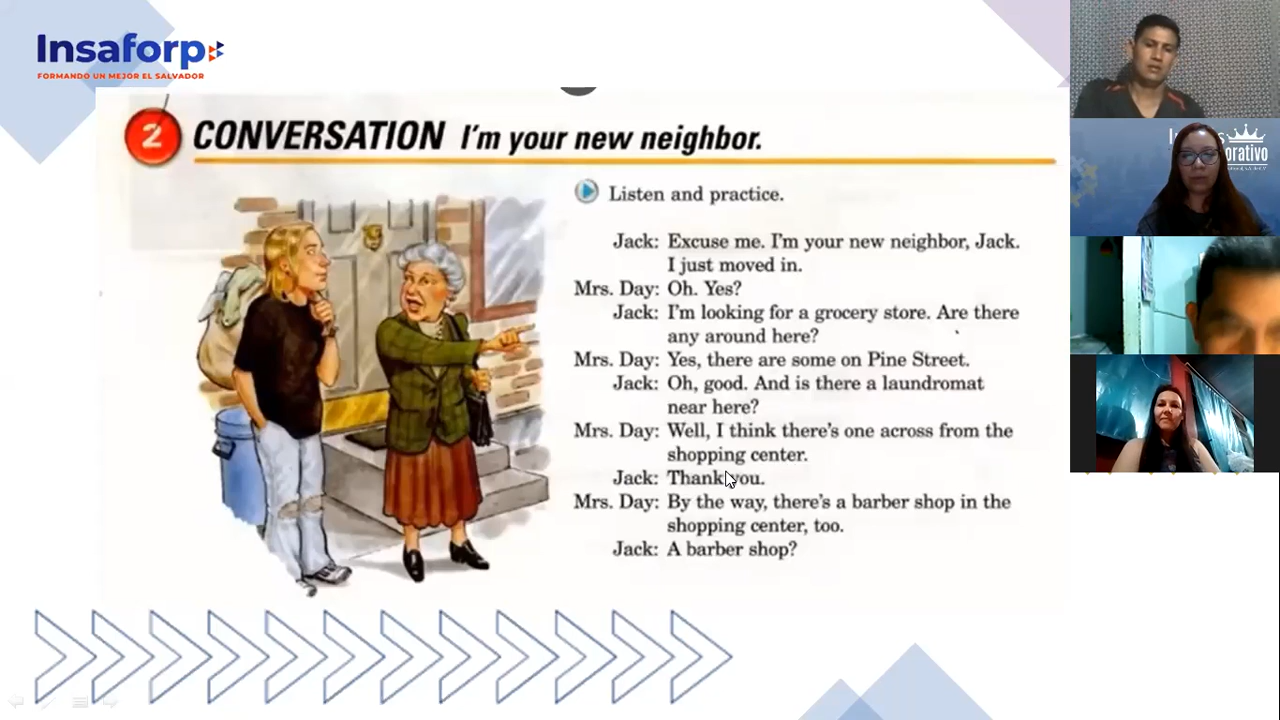 Insaforp
FORMANDO UN MEJOR EL SALVADOR
2 CONVERSATION I'm your new neighbor.
Listen and practice.
Jack: Excuse me. I'm your new neighbor, Jack.
I just moved in.
Mrs. Day: Oh. Yes?
Jack: I'm looking for a grocery store. Are there
any around here?
Mrs. Day: Yes, there are some on Pine Street.
Jack: Oh, good. And is there a laundromat
near here?
Mrs. Day: Well, I think there's one across from the
shopping center.
Jack: Thank you.
Mrs. Day: By the way, there's a barber shop in the
shopping center, too.
Jack: A barber shop?